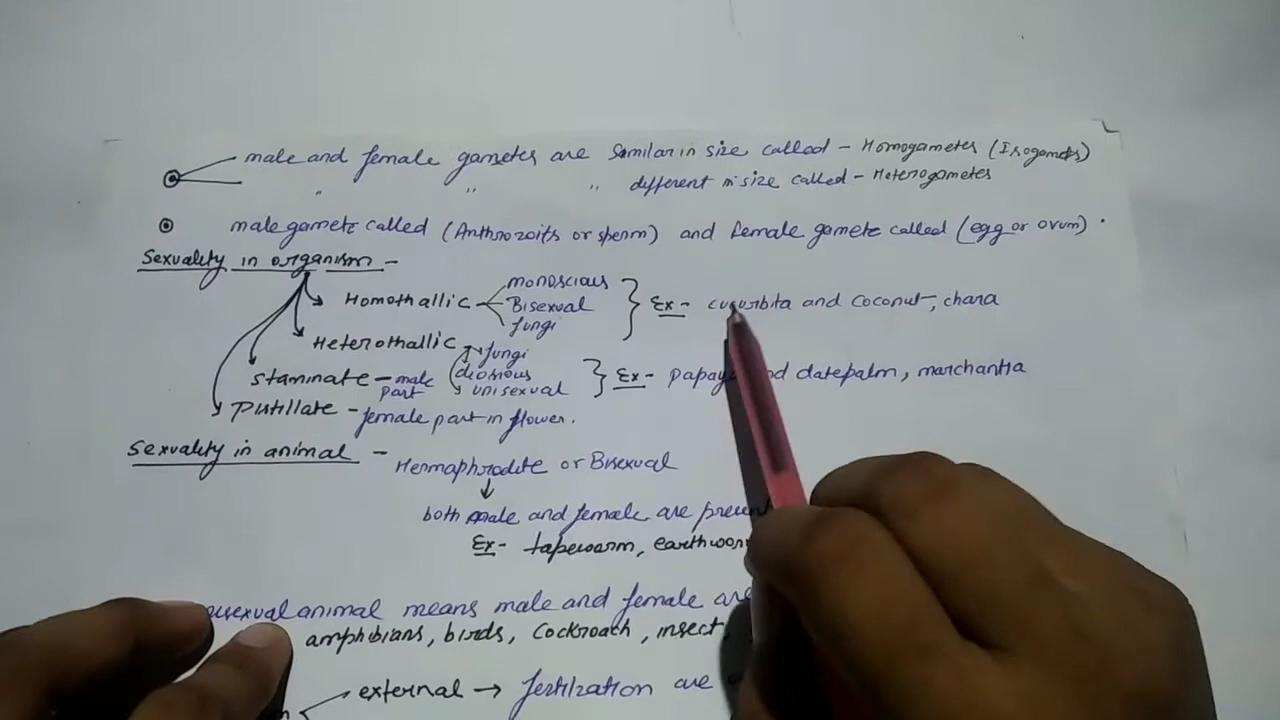 male and female gametes are Similar in size called - Homogametes (Isogametes)
" " " different in size called - Heterogametes
male gamete called (Anthrozoits or sperm) and female gamete called (egg or ovum).
Sexuality in organism -
Homothallic
monoscious
Bisexual
fungi
Ex - cucurbita and coconut, chara
Heterothallic
fungi
diosious
unisexual
staminate - male part
Ex - papaya and datepalm, marchantia
Pistillate - female part in flower.
Sexuality in animal -
Hermaphrodite or Bisexual
both male and female are present
Ex - tapeworm, earthworm
unisexual animal means male and female are
amphibians, birds, Cockroach, insect,
external → fertilization are